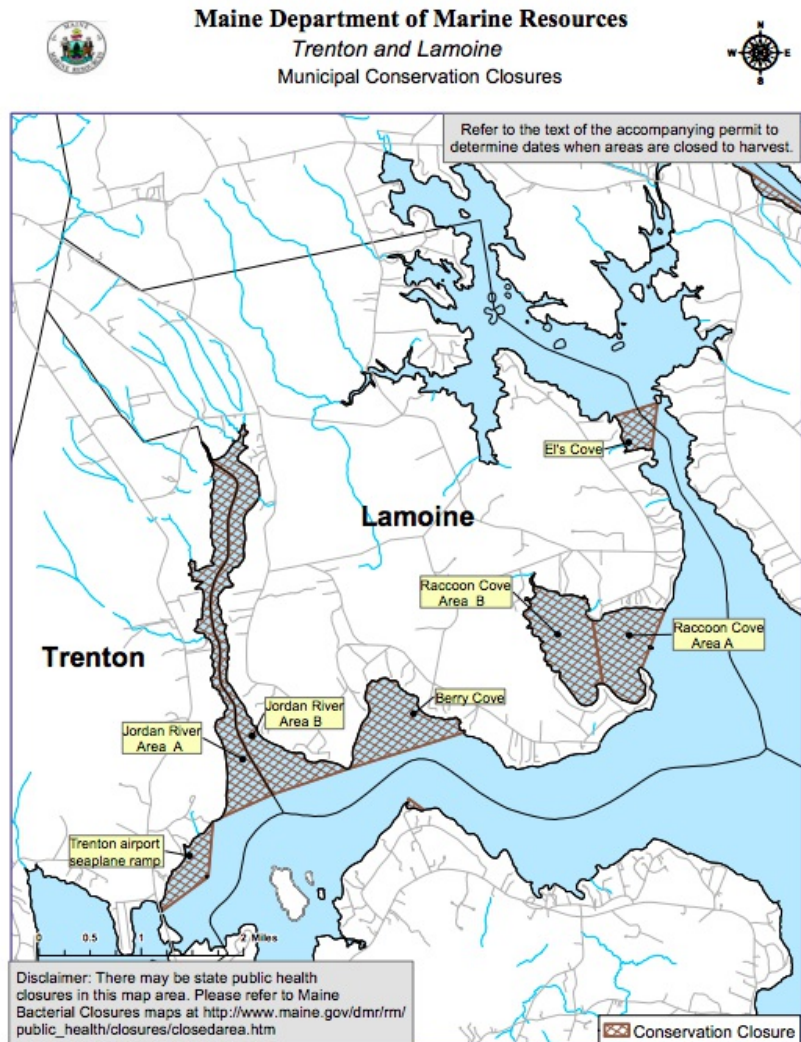 Maine Department of Marine Resources
Trenton and Lamoine
Municipal Conservation Closures
MAINE
MARINE RESOURCES
N
W E
S
Refer to the text of the accompanying permit to
determine dates when areas are closed to harvest.
El's Cove
Lamoine
Raccoon Cove
Area B
Raccoon Cove
Area A
Trenton
Berry Cove
Jordan River
Area B
Jordan River
Area A
Trenton airport
seaplane ramp
0 0.5 1 2 Miles
Disclaimer: There may be state public health
closures in this map area. Please refer to Maine
Bacterial Closures maps at http://www.maine.gov/dmr/rm/
public_health/closures/closedarea.htm
Conservation Closure